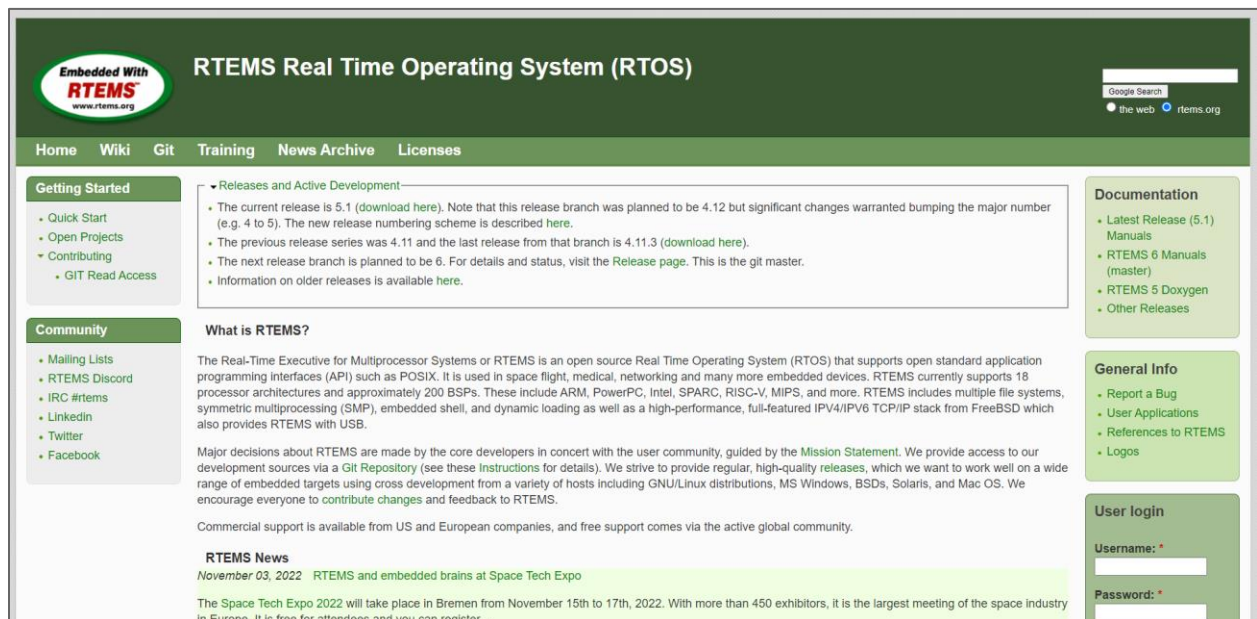 Embedded With
RTEMS™
www.rtems.org
RTEMS Real Time Operating System (RTOS)
Google Search
the web rtems.org
Home Wiki Git Training News Archive Licenses
Getting Started
Quick Start
Open Projects
Contributing
GIT Read Access
Community
Mailing Lists
RTEMS Discord
IRC #rtems
Linkedin
Twitter
Facebook
Releases and Active Development
The current release is 5.1 (download here). Note that this release branch was planned to be 4.12 but significant changes warranted bumping the major number
(e.g. 4 to 5). The new release numbering scheme is described here.
The previous release series was 4.11 and the last release from that branch is 4.11.3 (download here).
The next release branch is planned to be 6. For details and status, visit the Release page. This is the git master.
Information on older releases is available here.
What is RTEMS?
The Real-Time Executive for Multiprocessor Systems or RTEMS is an open source Real Time Operating System (RTOS) that supports open standard application
programming interfaces (API) such as POSIX. It is used in space flight, medical, networking and many more embedded devices. RTEMS currently supports 18
processor architectures and approximately 200 BSPs. These include ARM, PowerPC, Intel, SPARC, RISC-V, MIPS, and more. RTEMS includes multiple file systems,
symmetric multiprocessing (SMP), embedded shell, and dynamic loading as well as a high-performance, full-featured IPV4/IPV6 TCP/IP stack from FreeBSD which
also provides RTEMS with USB.
Major decisions about RTEMS are made by the core developers in concert with the user community, guided by the Mission Statement. We provide access to our
development sources via a Git Repository (see these Instructions for details). We strive to provide regular, high-quality releases, which we want to work well on a wide
range of embedded targets using cross development from a variety of hosts including GNU/Linux distributions, MS Windows, BSDs, Solaris, and Mac OS. We
encourage everyone to contribute changes and feedback to RTEMS.
Commercial support is available from US and European companies, and free support comes via the active global community.
RTEMS News
November 03, 2022 RTEMS and embedded brains at Space Tech Expo
The Space Tech Expo 2022 will take place in Bremen from November 15th to 17th, 2022. With more than 450 exhibitors, it is the largest meeting of the space industry
in Europe. It is free for attendees and you can register
Documentation
Latest Release (5.1)
Manuals
RTEMS 6 Manuals
(master)
RTEMS 5 Doxygen
Other Releases
General Info
Report a Bug
User Applications
References to RTEMS
Logos
User login
Username: *
Password: *